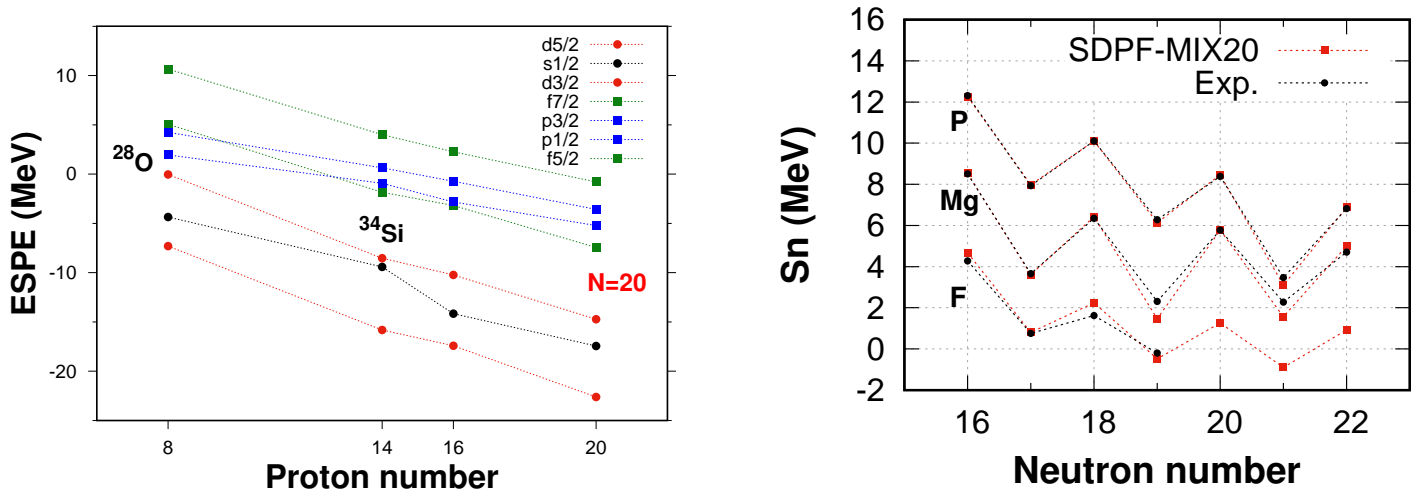 ESPE (MeV)
10
0
-10
-20
d5/2
s1/2
d3/2
f7/2
p3/2
p1/2
f5/2
28O
34Si
N=20
8
14
16
20
Proton number
Sn (MeV)
16
14
12
10
8
6
4
2
0
-2
SDPF-MIX20
Exp.
P
Mg
F
16
18
20
22
Neutron number